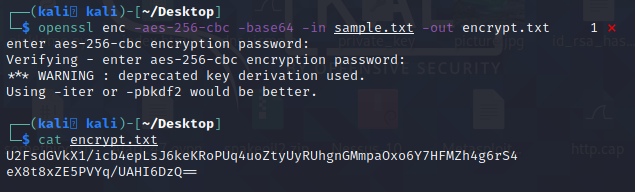 (kali㉿kali)-[~/Desktop]
$ openssl enc -aes-256-cbc -base64 -in sample.txt -out encrypt.txt 1 ✘
enter aes-256-cbc encryption password:
Verifying - enter aes-256-cbc encryption password:
*** WARNING : deprecated key derivation used.
Using -iter or -pbkdf2 would be better.
(kali㉿kali)-[~/Desktop]
$ cat encrypt.txt
U2FsdGVkX1/icb4epLsJ6keKRoPUq4uoZtyUyRUhgnGMmpaOxo6Y7HFMZh4g6rS4
eX8t8xZE5PVYq/UAHI6DzQ==